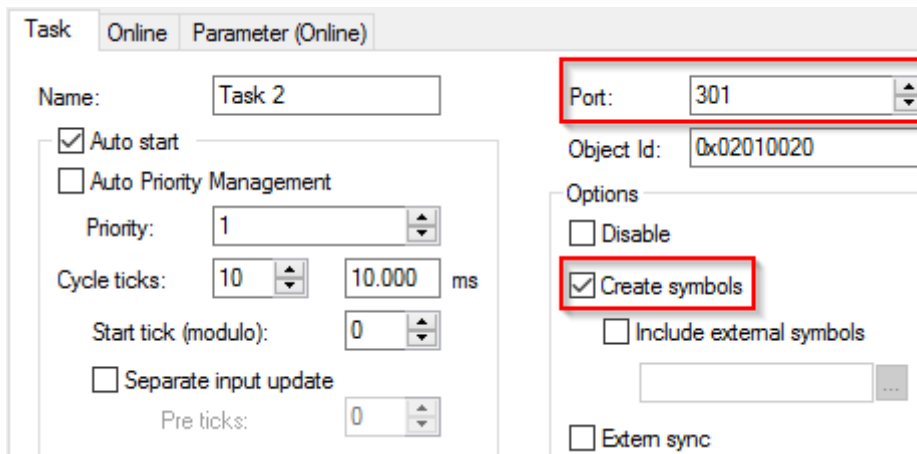 Task Online Parameter (Online)
Name: Task 2
Auto start
Auto Priority Management
Priority: 1
Cycle ticks: 10 10.000 ms
Start tick (modulo): 0
Separate input update
Pre ticks: 0
Port: 301
Object Id: 0x02010020
Options
Disable
Create symbols
Include external symbols
...
Extern sync